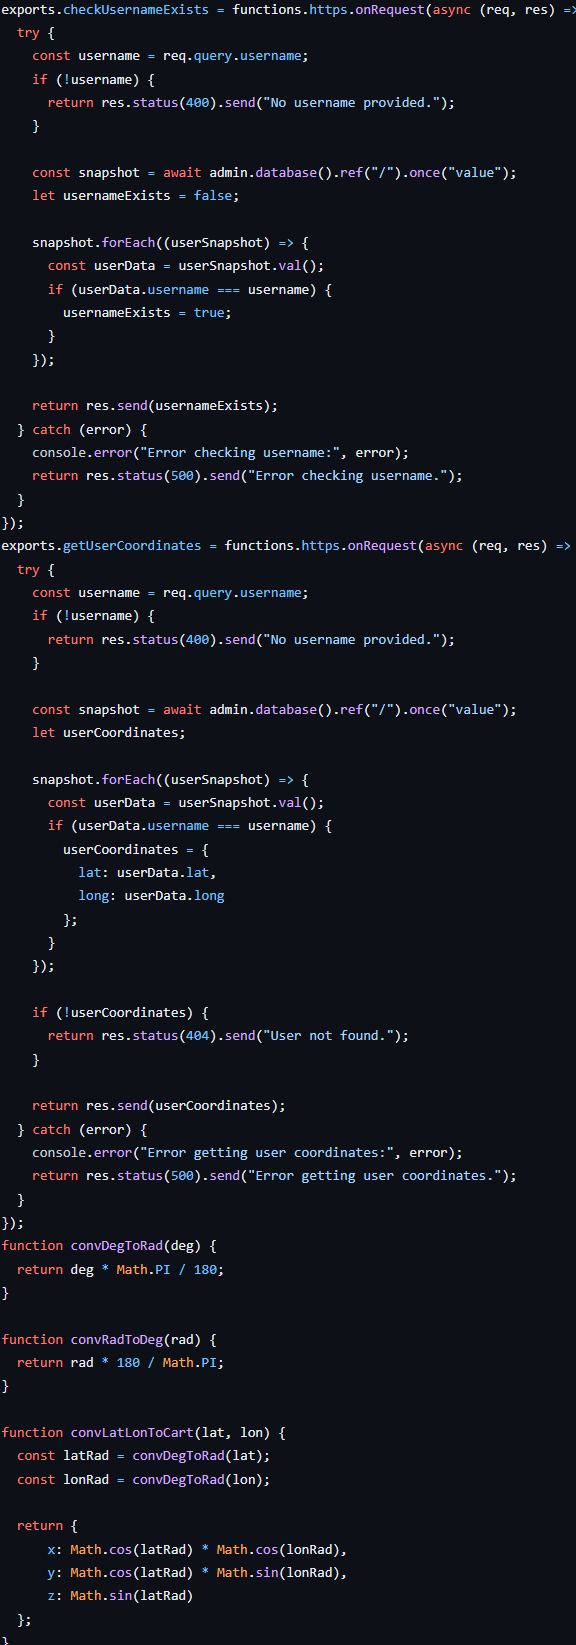 exports.checkUsernameExists = functions.https.onRequest(async (req, res) =>
  try {
    const username = req.query.username;
    if (!username) {
      return res.status(400).send("No username provided.");
    }

    const snapshot = await admin.database().ref("/").once("value");
    let usernameExists = false;

    snapshot.forEach((userSnapshot) => {
      const userData = userSnapshot.val();
      if (userData.username === username) {
        usernameExists = true;
      }
    });

    return res.send(usernameExists);
  } catch (error) {
    console.error("Error checking username:", error);
    return res.status(500).send("Error checking username.");
  }
});
exports.getUserCoordinates = functions.https.onRequest(async (req, res) =>
  try {
    const username = req.query.username;
    if (!username) {
      return res.status(400).send("No username provided.");
    }

    const snapshot = await admin.database().ref("/").once("value");
    let userCoordinates;

    snapshot.forEach((userSnapshot) => {
      const userData = userSnapshot.val();
      if (userData.username === username) {
        userCoordinates = {
          lat: userData.lat,
          long: userData.long
        };
      }
    });

    if (!userCoordinates) {
      return res.status(404).send("User not found.");
    }

    return res.send(userCoordinates);
  } catch (error) {
    console.error("Error getting user coordinates:", error);
    return res.status(500).send("Error getting user coordinates.");
  }
});
function convDegToRad(deg) {
  return deg * Math.PI / 180;
}

function convRadToDeg(rad) {
  return rad * 180 / Math.PI;
}

function convLatLonToCart(lat, lon) {
  const latRad = convDegToRad(lat);
  const lonRad = convDegToRad(lon);

  return {
      x: Math.cos(latRad) * Math.cos(lonRad),
      y: Math.cos(latRad) * Math.sin(lonRad),
      z: Math.sin(latRad)
  };
}